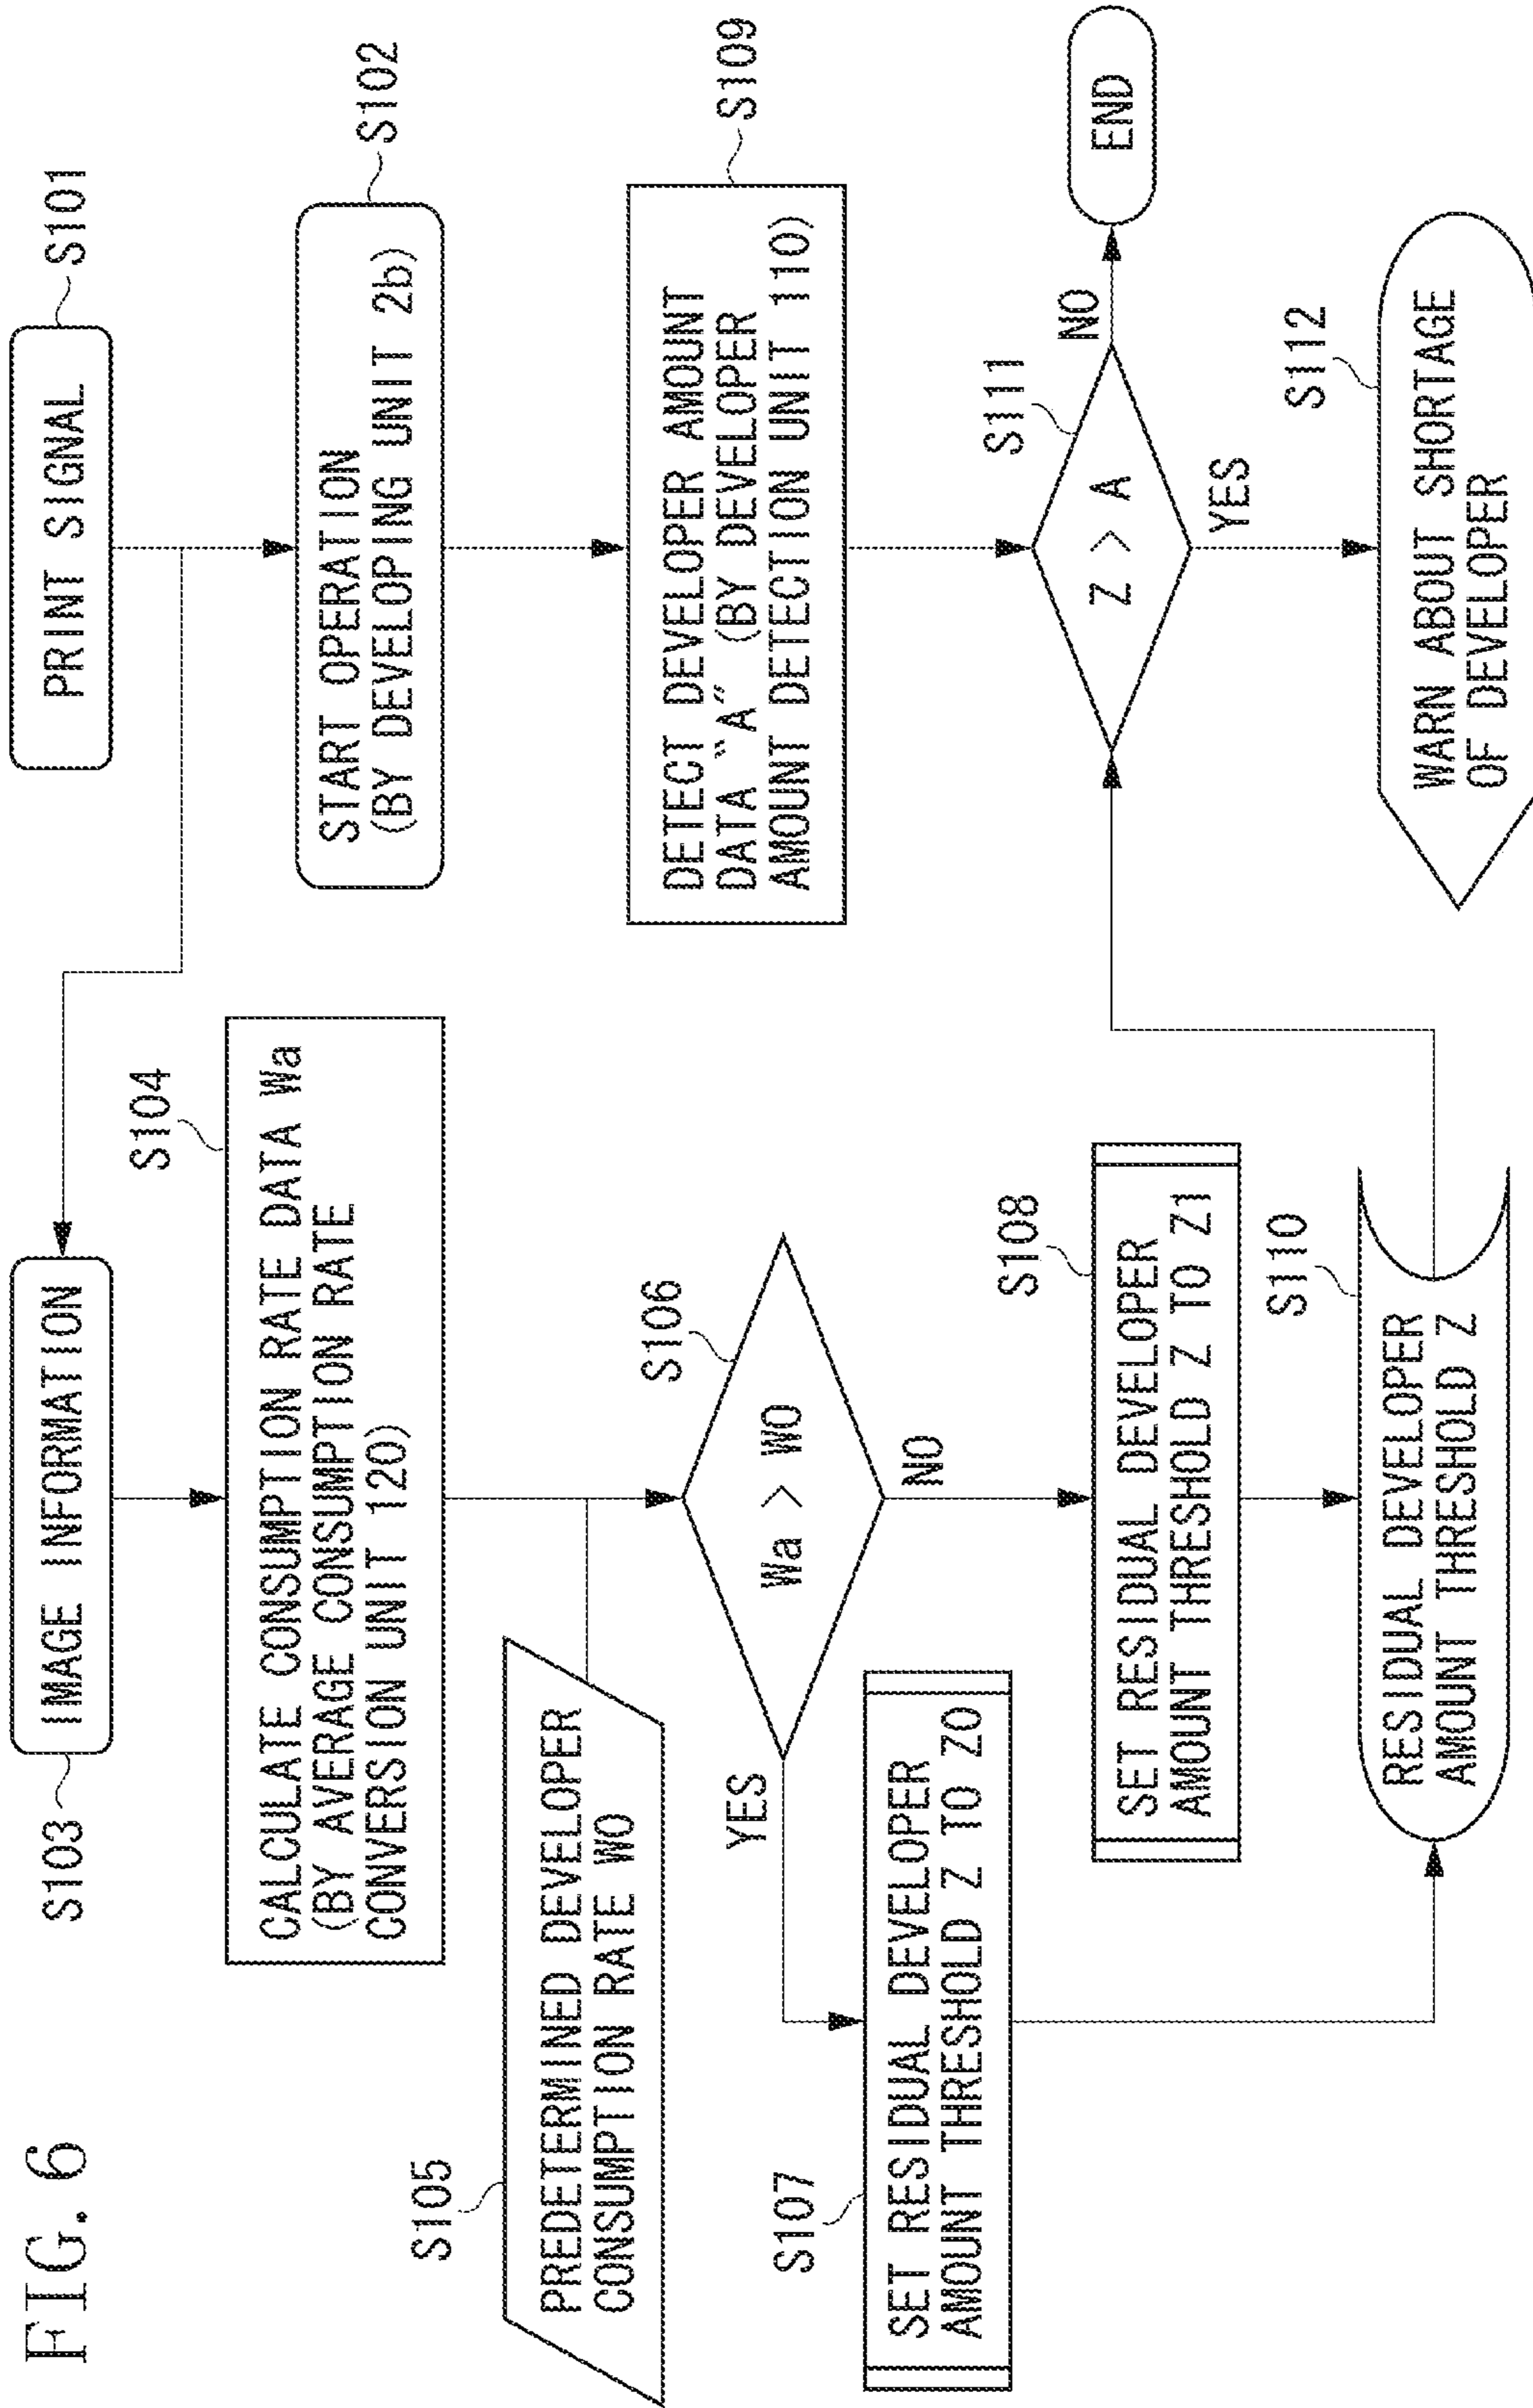 FIG. 6
PRINT SIGNAL
S101
S103
IMAGE INFORMATION
START OPERATION
(BY DEVELOPING UNIT 2b)
S102
S104
CALCULATE CONSUMPTION RATE DATA Wa
(BY AVERAGE CONSUMPTION RATE
CONVERSION UNIT 120)
S105
PREDETERMINED DEVELOPER
CONSUMPTION RATE W0
S106
Wa > W0
YES
NO
S107
SET RESIDUAL DEVELOPER
AMOUNT THRESHOLD Z TO Z0
S108
SET RESIDUAL DEVELOPER
AMOUNT THRESHOLD Z TO Z1
DETECT DEVELOPER AMOUNT
DATA "A" (BY DEVELOPER
AMOUNT DETECTION UNIT 110)
S109
S110
RESIDUAL DEVELOPER
AMOUNT THRESHOLD Z
S111
Z > A
NO
END
YES
S112
WARN ABOUT SHORTAGE
OF DEVELOPER